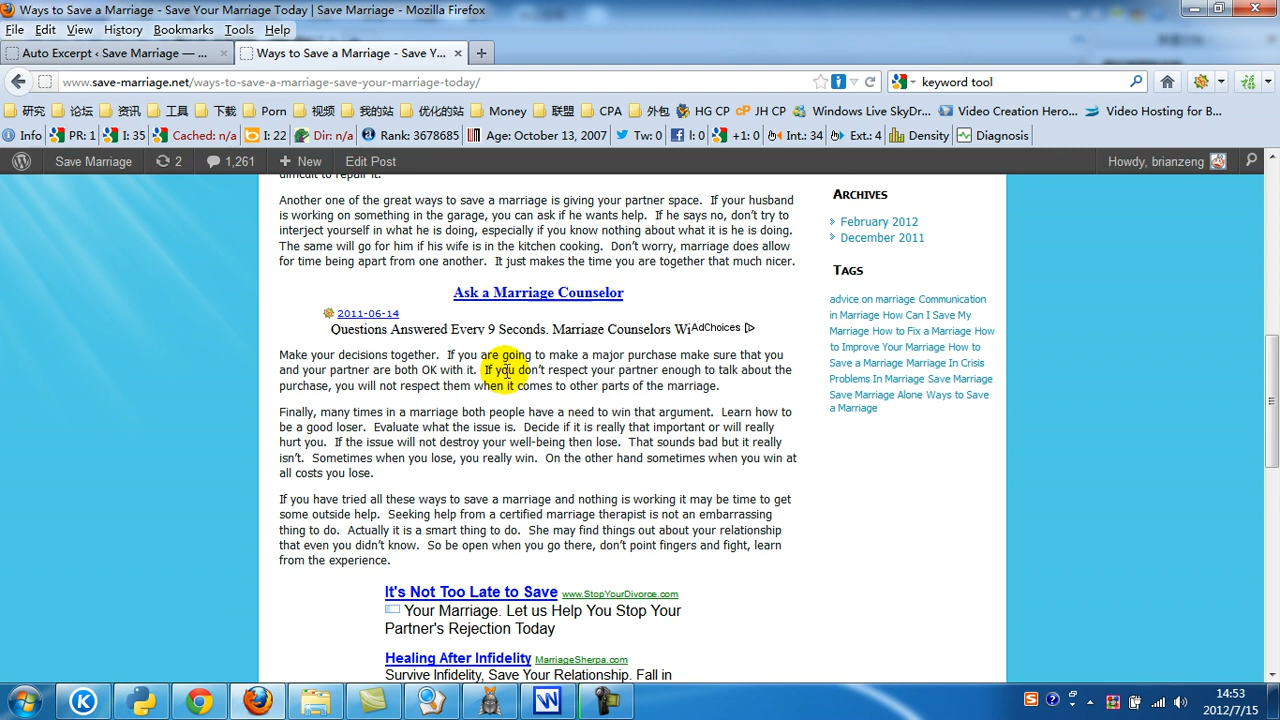 Ways to Save a Marriage - Save Your Marriage Today | Save Marriage - Mozilla Firefox
File Edit View History Bookmarks Tools Help
Auto Excerpt ‹ Save Marriage — ... × Ways to Save a Marriage - Save Y... × +
www.save-marriage.net/ways-to-save-a-marriage-save-your-marriage-today/ keyword tool
研究 论坛 资讯 工具 下载 Porn 视频 我的站 优化的站 Money 联盟 CPA 外包 HG CP JH CP Windows Live SkyDr... Video Creation Hero... Video Hosting for B...
Info PR: 1 I: 35 Cached: n/a I: 22 Dir: n/a Rank: 3678685 Age: October 13, 2007 Tw: 0 I: 0 +1: 0 Int.: 34 Ext.: 4 Density Diagnosis
Save Marriage 2 1,261 + New Edit Post Howdy, brianzeng
difficult to repair it.
Another one of the great ways to save a marriage is giving your partner space. If your husband
is working on something in the garage, you can ask if he wants help. If he says no, don't try to
interject yourself in what he is doing, especially if you know nothing about what it is he is doing.
The same will go for him if his wife is in the kitchen cooking. Don't worry, marriage does allow
for time being apart from one another. It just makes the time you are together that much nicer.
Ask a Marriage Counselor
2011-06-14
Questions Answered Every 9 Seconds. Marriage Counselors Wi AdChoices
Make your decisions together. If you are going to make a major purchase make sure that you
and your partner are both OK with it. If you don't respect your partner enough to talk about the
purchase, you will not respect them when it comes to other parts of the marriage.
Finally, many times in a marriage both people have a need to win that argument. Learn how to
be a good loser. Evaluate what the issue is. Decide if it is really that important or will really
hurt you. If the issue will not destroy your well-being then lose. That sounds bad but it really
isn't. Sometimes when you lose, you really win. On the other hand sometimes when you win at
all costs you lose.
If you have tried all these ways to save a marriage and nothing is working it may be time to get
some outside help. Seeking help from a certified marriage therapist is not an embarrassing
thing to do. Actually it is a smart thing to do. She may find things out about your relationship
that even you didn't know. So be open when you go there, don't point fingers and fight, learn
from the experience.
It's Not Too Late to Save www.StopYourDivorce.com
Your Marriage. Let us Help You Stop Your
Partner's Rejection Today
Healing After Infidelity MarriageSherpa.com
Survive Infidelity, Save Your Relationship. Fall in
Archives
February 2012
December 2011
Tags
advice on marriage Communication
in Marriage How Can I Save My
Marriage How to Fix a Marriage How
to Improve Your Marriage How to
Save a Marriage Marriage In Crisis
Problems In Marriage Save Marriage
Save Marriage Alone Ways to Save
a Marriage
14:53
2012/7/15